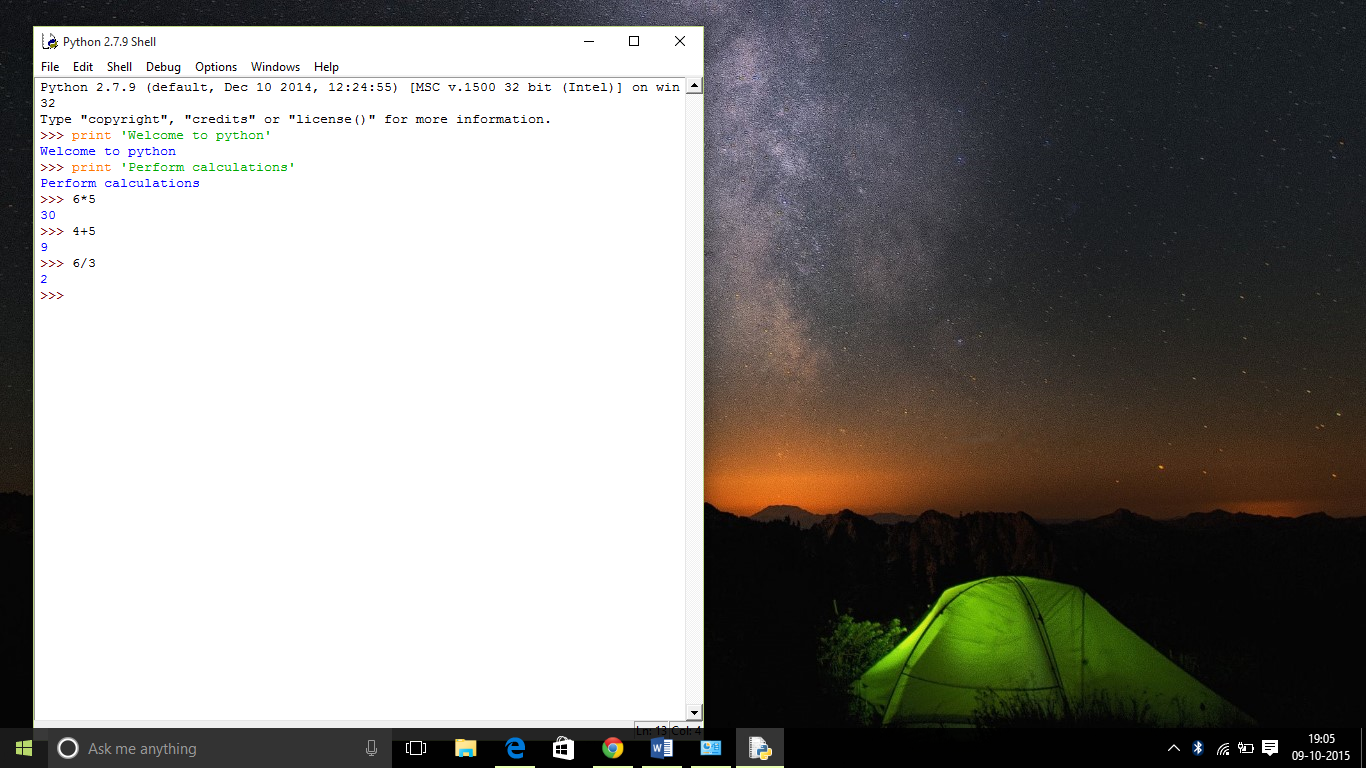 Python 2.7.9 Shell
File Edit Shell Debug Options Windows Help
Python 2.7.9 (default, Dec 10 2014, 12:24:55) [MSC v.1500 32 bit (Intel)] on win
32
Type "copyright", "credits" or "license()" for more information.
>>> print 'Welcome to python'
Welcome to python
>>> print 'Perform calculations'
Perform calculations
>>> 6*5
30
>>> 4+5
9
>>> 6/3
2
>>>
Ln: 13 Col: 4
Ask me anything
19:05
09-10-2015